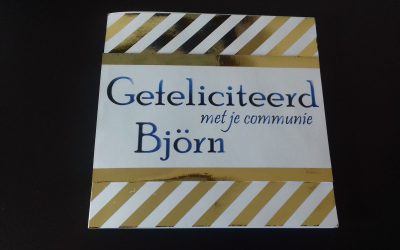 Gefeliciteerd
met je communie
Björn